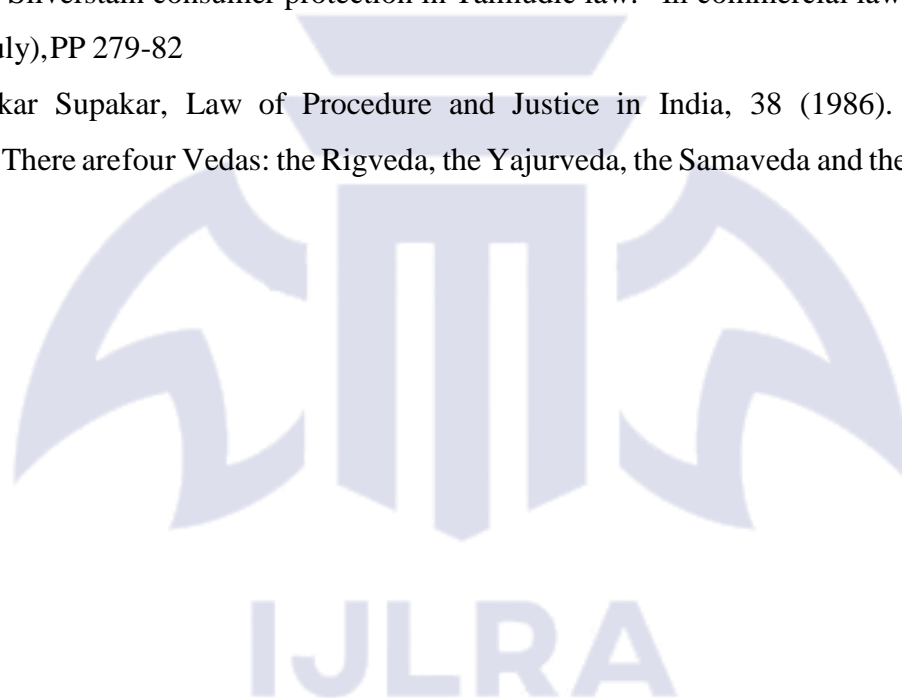 Silverstain consumer protection in Talmudic law." In commercial law
uly),PP 279-82
kar Supakar, Law of Procedure and Justice in India, 38 (1986).
There arefour Vedas: the Rigveda, the Yajurveda, the Samaveda and the
IJLRA